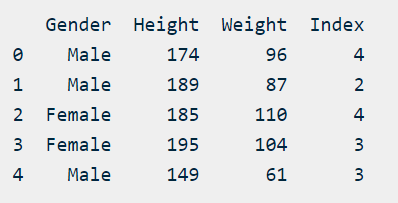 Gender Height Weight Index
0 Male 174 96 4
1 Male 189 87 2
2 Female 185 110 4
3 Female 195 104 3
4 Male 149 61 3